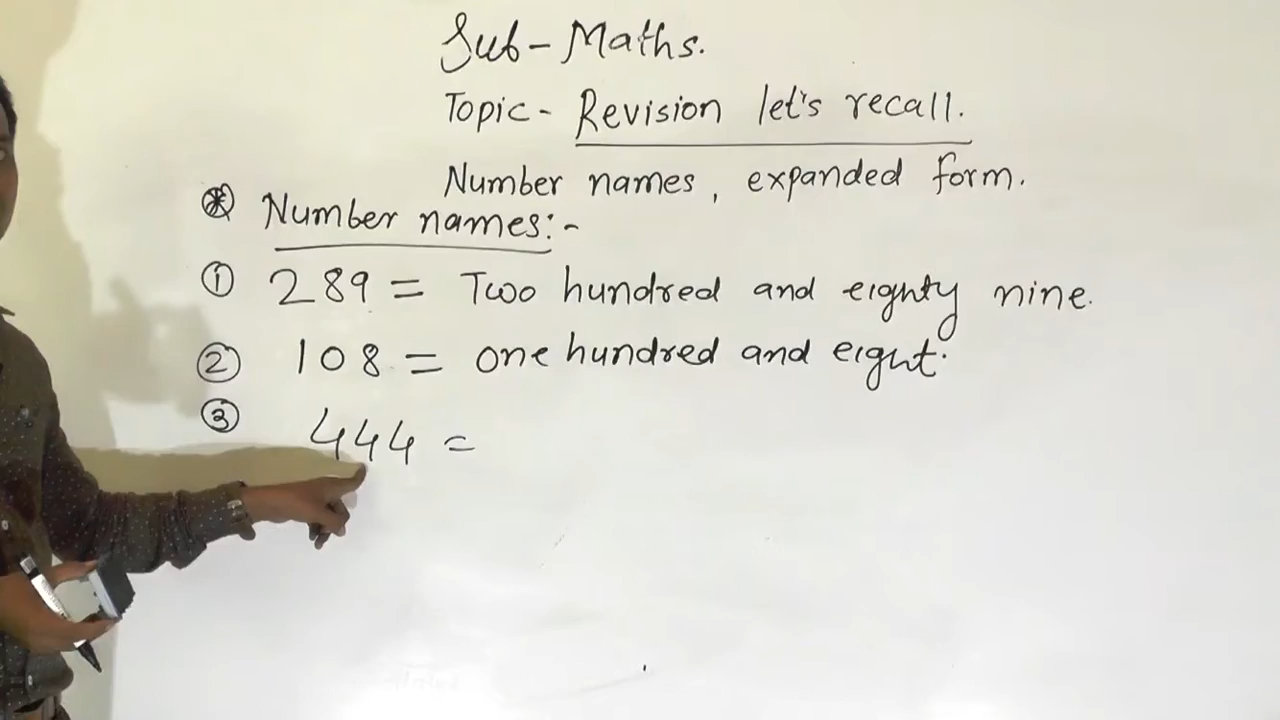 Sub - Maths.
Topic - Revision let's recall.
Number names, expanded form.
* Number names:-
① 289 = Two hundred and eighty nine.
② 108 = one hundred and eight.
③ 444 =